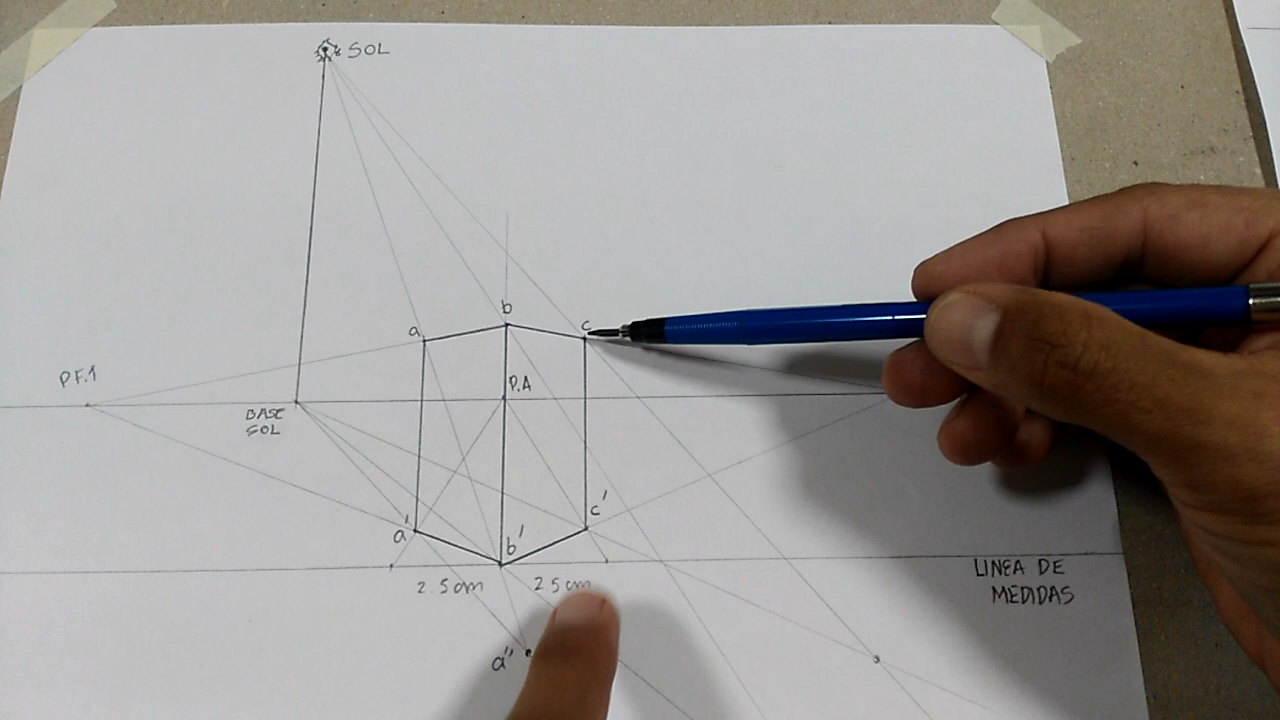 SOL
b
a
c
P.A
P.F.1
BASE
SOL
a'
b'
c'
2.5 cm
2.5 cm
LINEA DE
MEDIDAS
a"